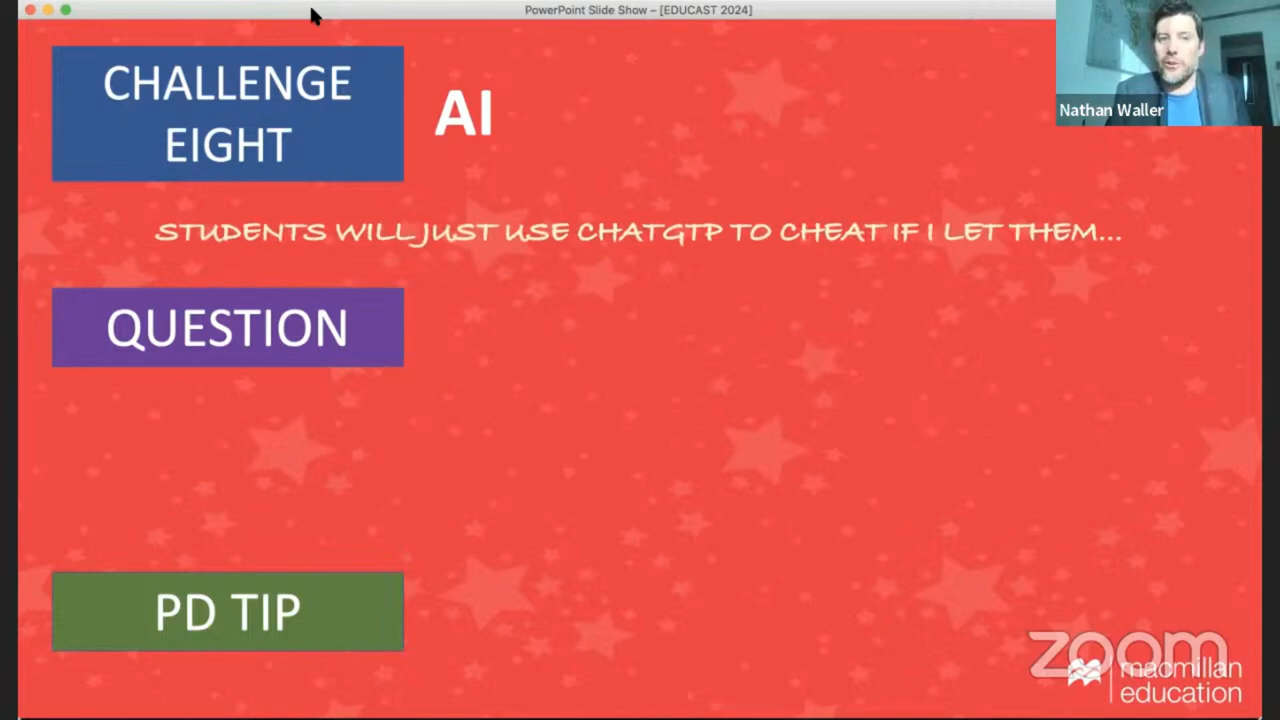 PowerPoint Slide Show – [EDUCAST 2024]
CHALLENGE
EIGHT
AI
Nathan Waller
STUDENTS WILL JUST USE CHATGTP TO CHEAT IF I LET THEM...
QUESTION
PD TIP
zoom
macmillan
education